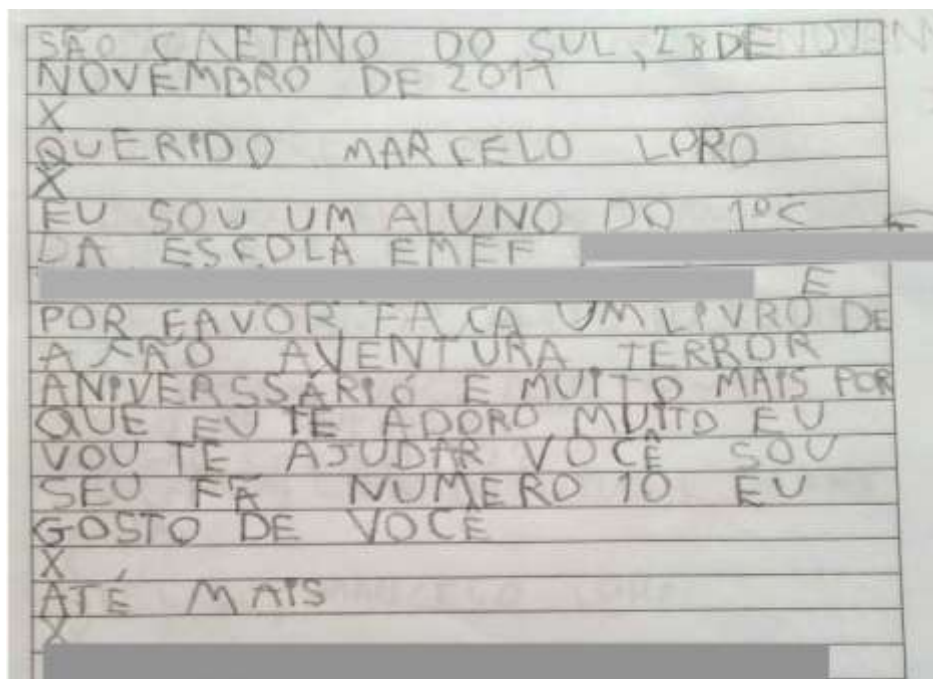 SÃO CAETANO DO SUL, 28 DE
NOVEMBRO DE 2017
X
QUERIDO MARCELO
X
EU SOU UM ALUNO DO 1ºC
DA ESCOLA EMEF
E
POR FAVOR FAÇA UM LIVRO DE
AÇÃO AVENTURA TERROR
ANIVERSSÁRIO E MUITO MAIS POR
QUE EU TE ADORO MUITO EU
VOU TE AJUDAR VOCÊ SOU
SEU FÃ NUMERO 10 EU
GOSTO DE VOCÊ
X
ATÉ MAIS
X